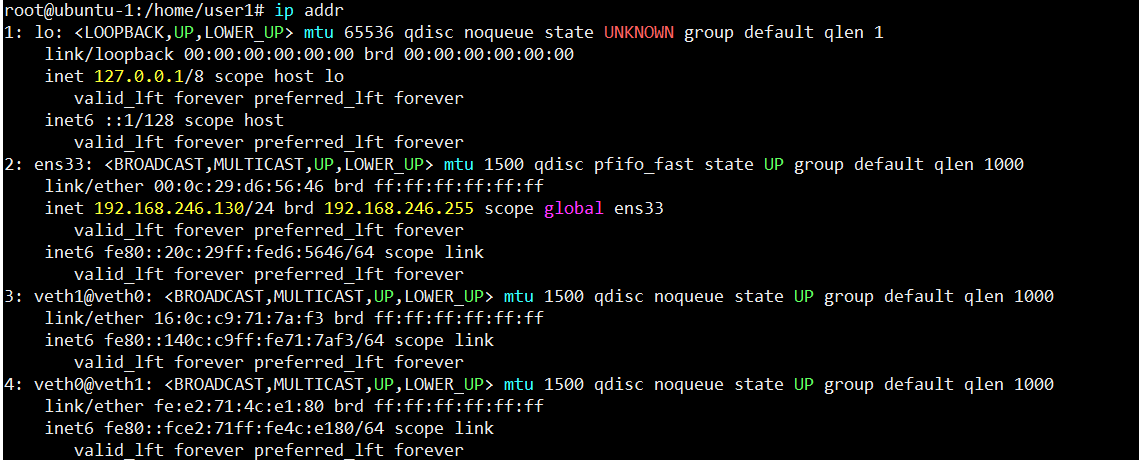 root@ubuntu-1:/home/user1# ip addr
1: lo: <LOOPBACK,UP,LOWER_UP> mtu 65536 qdisc noqueue state UNKNOWN group default qlen 1
    link/loopback 00:00:00:00:00:00 brd 00:00:00:00:00:00
    inet 127.0.0.1/8 scope host lo
       valid_lft forever preferred_lft forever
    inet6 ::1/128 scope host
       valid_lft forever preferred_lft forever
2: ens33: <BROADCAST,MULTICAST,UP,LOWER_UP> mtu 1500 qdisc pfifo_fast state UP group default qlen 1000
    link/ether 00:0c:29:d6:56:46 brd ff:ff:ff:ff:ff:ff
    inet 192.168.246.130/24 brd 192.168.246.255 scope global ens33
       valid_lft forever preferred_lft forever
    inet6 fe80::20c:29ff:fed6:5646/64 scope link
       valid_lft forever preferred_lft forever
3: veth1@veth0: <BROADCAST,MULTICAST,UP,LOWER_UP> mtu 1500 qdisc noqueue state UP group default qlen 1000
    link/ether 16:0c:c9:71:7a:f3 brd ff:ff:ff:ff:ff:ff
    inet6 fe80::140c:c9ff:fe71:7af3/64 scope link
       valid_lft forever preferred_lft forever
4: veth0@veth1: <BROADCAST,MULTICAST,UP,LOWER_UP> mtu 1500 qdisc noqueue state UP group default qlen 1000
    link/ether fe:e2:71:4c:e1:80 brd ff:ff:ff:ff:ff:ff
    inet6 fe80::fce2:71ff:fe4c:e180/64 scope link
       valid_lft forever preferred_lft forever